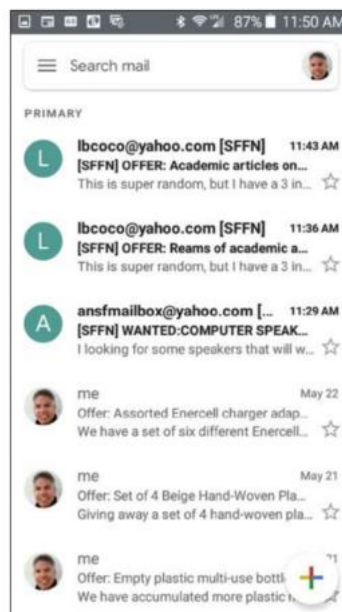 87% 11:50 AM
Search mail
PRIMARY
L
lbcoco@yahoo.com [SFFN] 11:43 AM
[SFFN] OFFER: Academic articles on...
This is super random, but I have a 3 in...
L
lbcoco@yahoo.com [SFFN] 11:36 AM
[SFFN] OFFER: Reams of academic a...
This is super random, but I have a 3 in...
A
ansfmailbox@yahoo.com [... 11:29 AM
[SFFN] WANTED:COMPUTER SPEAK...
I looking for some speakers that will w...
me May 22
Offer: Assorted Enercell charger adap...
We have a set of six different Enercell...
me May 21
Offer: Set of 4 Beige Hand-Woven Pla...
Giving away a set of 4 hand-woven pla...
me 21
Offer: Empty plastic multi-use bottl
We have accumulated more plastic